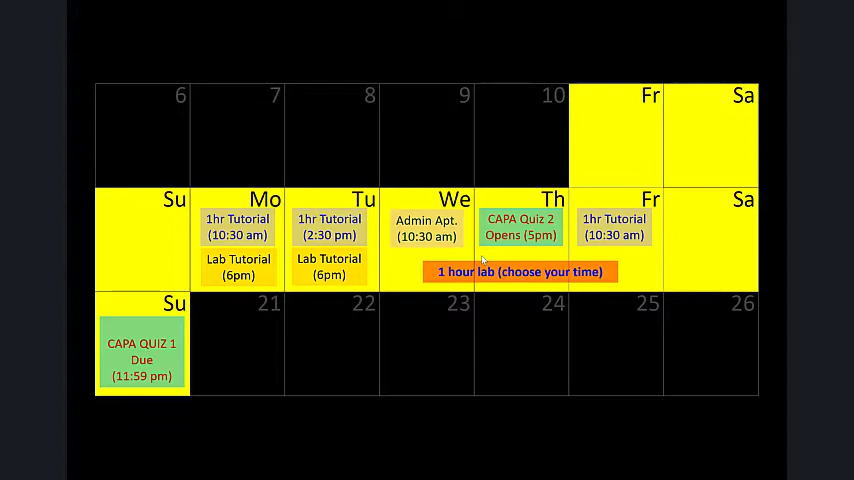 6 7 8 9 10 Fr Sa
Su Mo Tu We Th Fr Sa
1hr Tutorial
(10:30 am)
Lab Tutorial
(6pm)
1hr Tutorial
(2:30 pm)
Lab Tutorial
(6pm)
Admin Apt.
(10:30 am)
CAPA Quiz 2
Opens (5pm)
1hr Tutorial
(10:30 am)
1 hour lab (choose your time)
Su 21 22 23 24 25 26
CAPA QUIZ 1
Due
(11:59 pm)